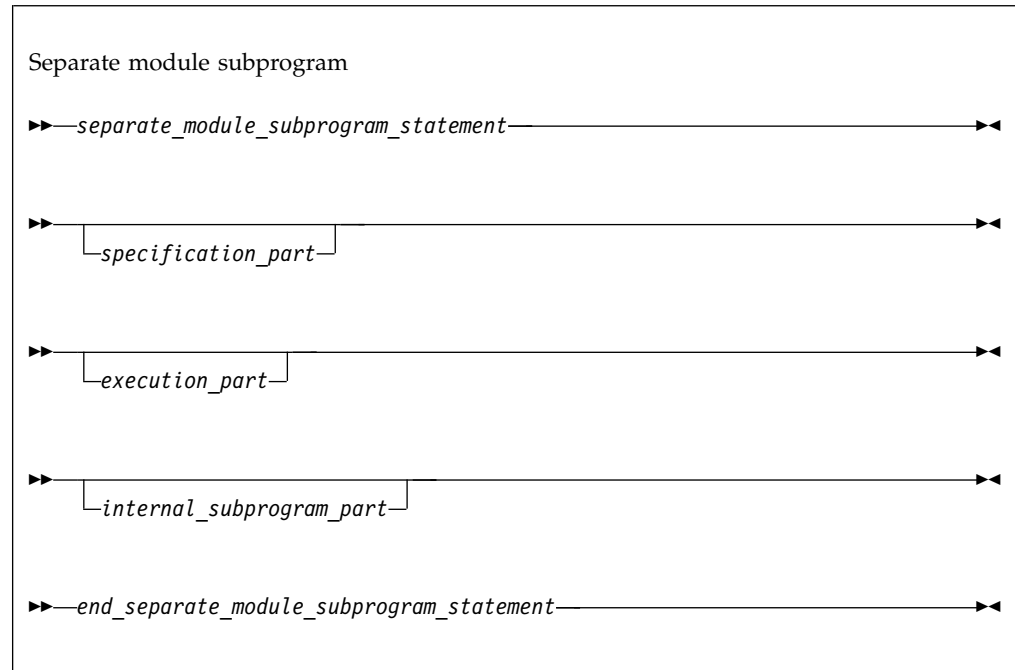 Separate module subprogram
separate_module_subprogram_statement
specification_part
execution_part
internal_subprogram_part
end_separate_module_subprogram_statement